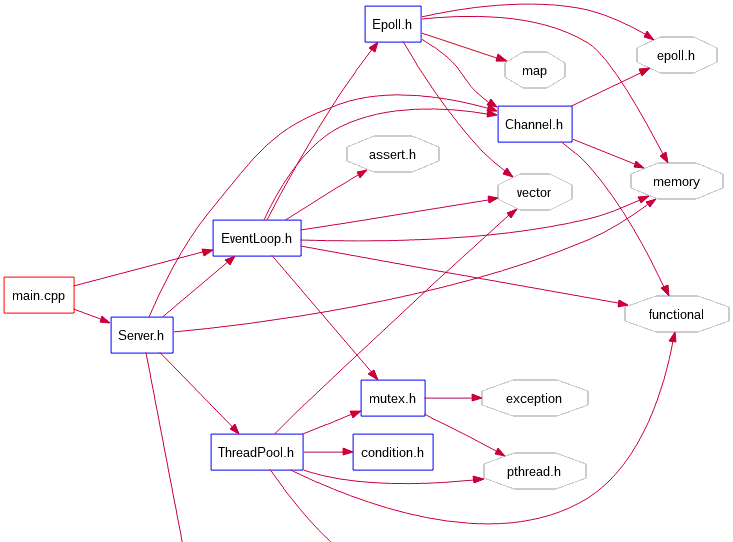 Epoll.h
epoll.h
map
Channel.h
assert.h
memory
vector
EventLoop.h
main.cpp
functional
Server.h
mutex.h
exception
ThreadPool.h
condition.h
pthread.h